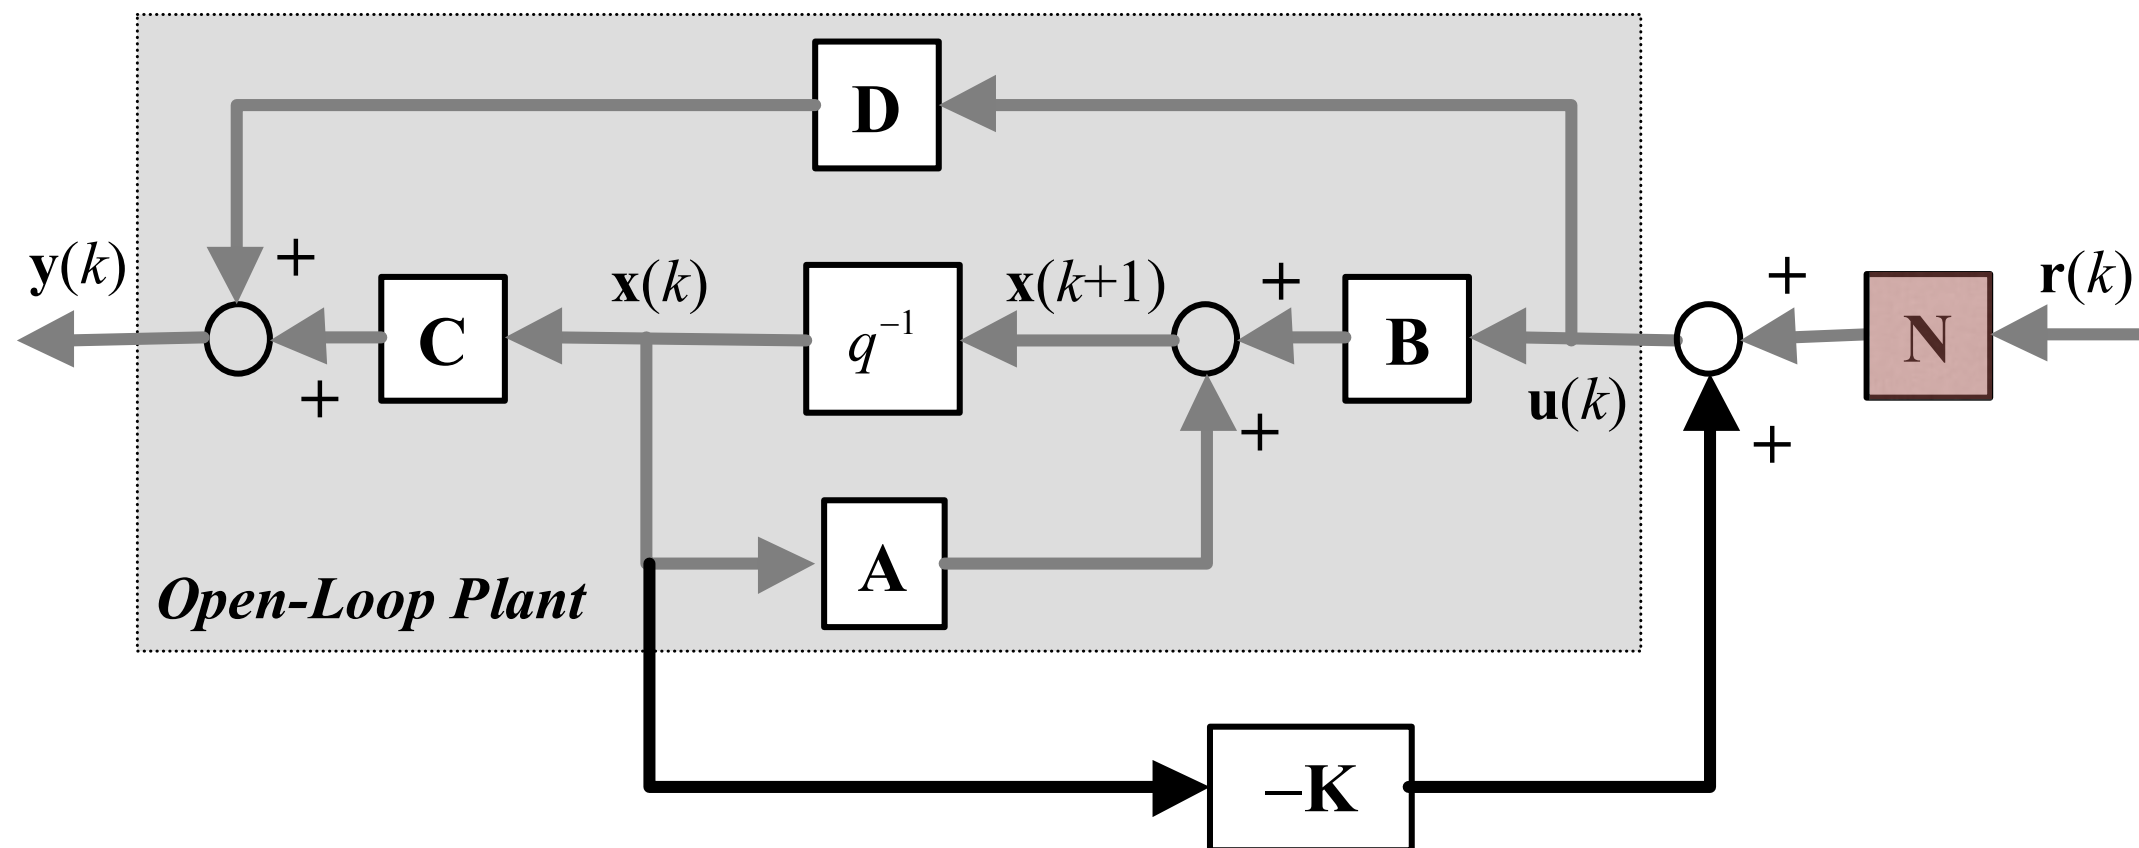 D
+
y(k)
x(k)
x(k+1)
+
+
r(k)
C
q⁻¹
B
N
+
u(k)
+
+
A
Open-Loop Plant
–K